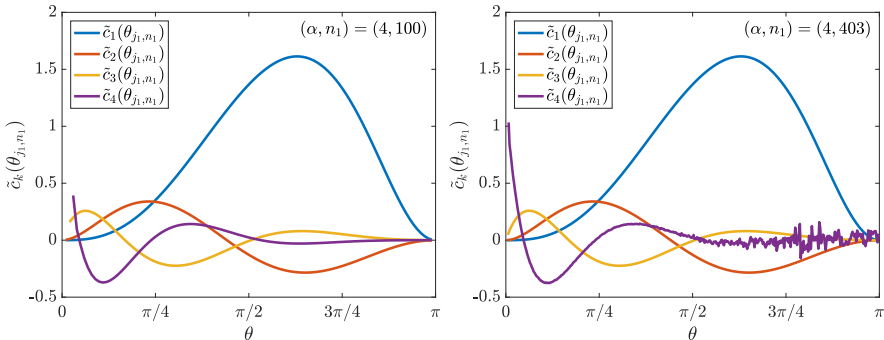 2
(α, n₁) = (4, 100)
c̃₁(θ_{j₁,n₁})
c̃₂(θ_{j₁,n₁})
c̃₃(θ_{j₁,n₁})
c̃₄(θ_{j₁,n₁})
1.5
1
0.5
0
-0.5
c̃ₖ(θ_{j₁,n₁})
0
π/4
π/2
3π/4
π
θ
2
(α, n₁) = (4, 403)
c̃₁(θ_{j₁,n₁})
c̃₂(θ_{j₁,n₁})
c̃₃(θ_{j₁,n₁})
c̃₄(θ_{j₁,n₁})
1.5
1
0.5
0
-0.5
c̃ₖ(θ_{j₁,n₁})
0
π/4
π/2
3π/4
π
θ